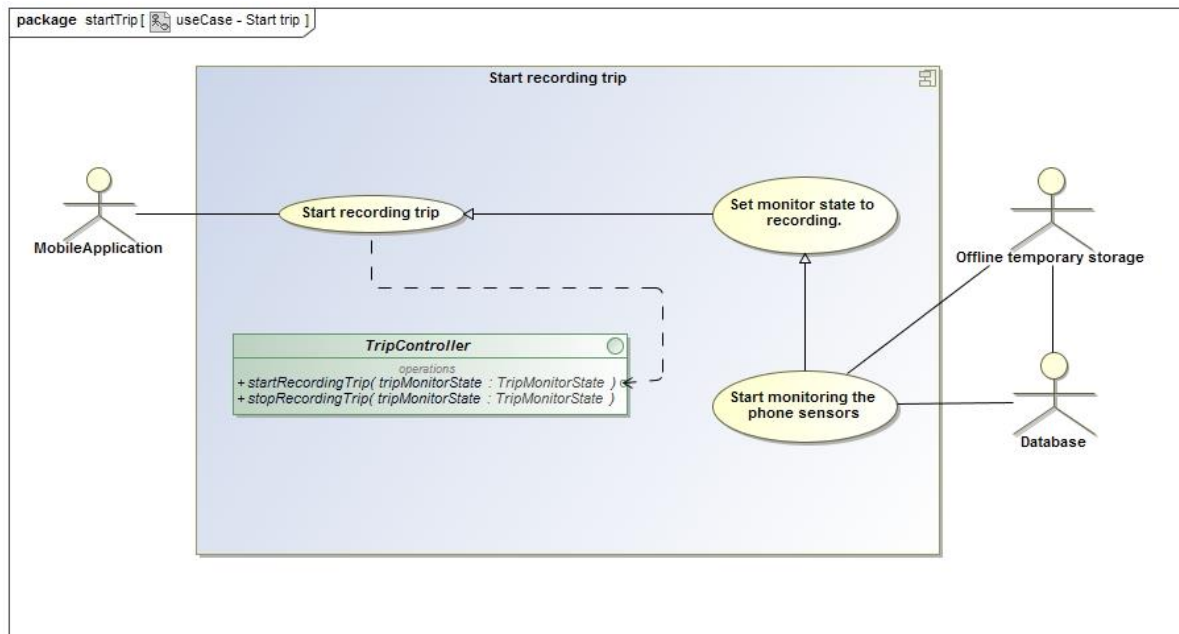 package startTrip [ useCase - Start trip ]
Start recording trip
MobileApplication
Start recording trip
Set monitor state to
recording.
Offline temporary storage
TripController
operations
+ startRecordingTrip( tripMonitorState : TripMonitorState )
+ stopRecordingTrip( tripMonitorState : TripMonitorState )
Start monitoring the
phone sensors
Database